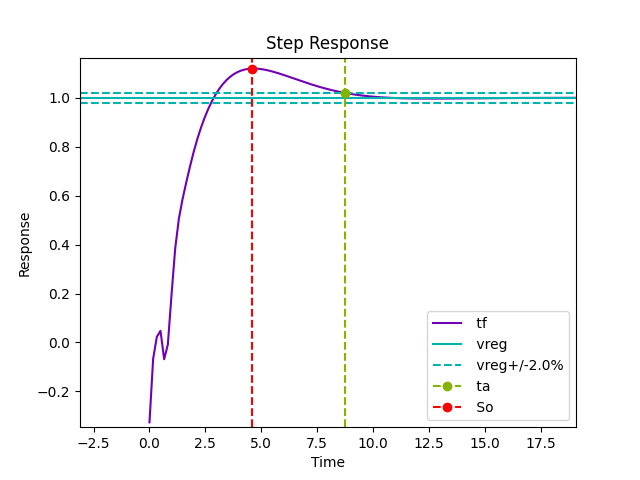 Step Response
1.0
0.8
0.6
0.4
0.2
0.0
−0.2
Response
tf
vreg
vreg+/-2.0%
ta
So
−2.5 0.0 2.5 5.0 7.5 10.0 12.5 15.0 17.5
Time